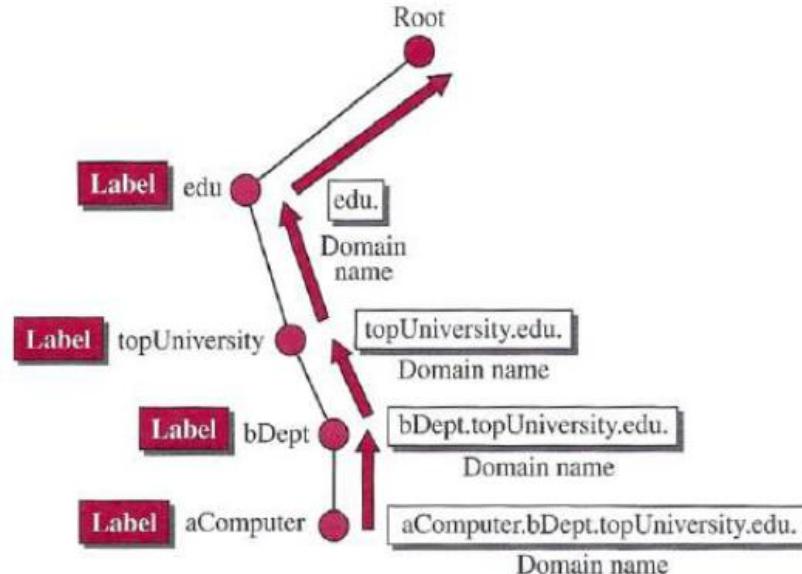 Root
Label edu
edu.
Domain
name
Label topUniversity
topUniversity.edu.
Domain name
Label bDept
bDept.topUniversity.edu.
Domain name
Label aComputer
aComputer.bDept.topUniversity.edu.
Domain name